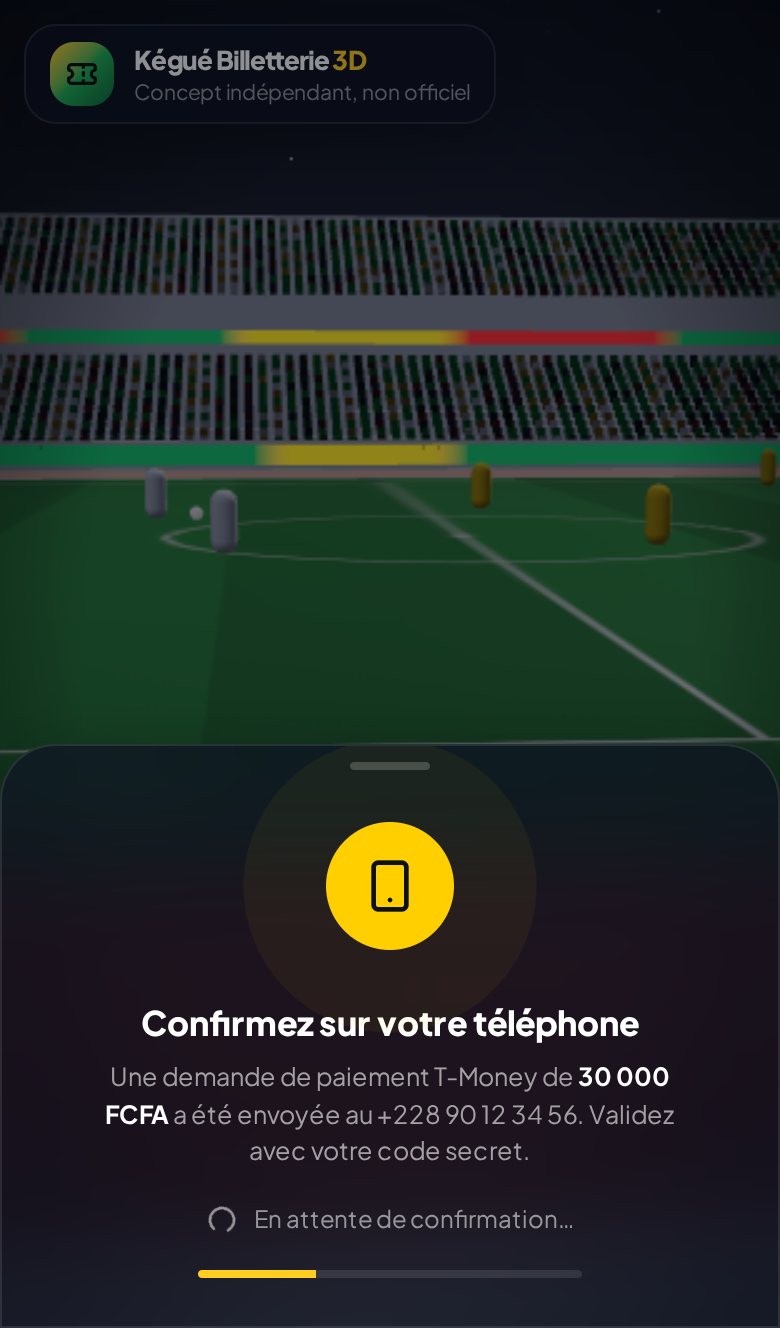 Kégué Billetterie 3D
Concept indépendant, non officiel
Confirmez sur votre téléphone
Une demande de paiement T-Money de 30 000
FCFA a été envoyée au +228 90 12 34 56. Validez
avec votre code secret.
En attente de confirmation…